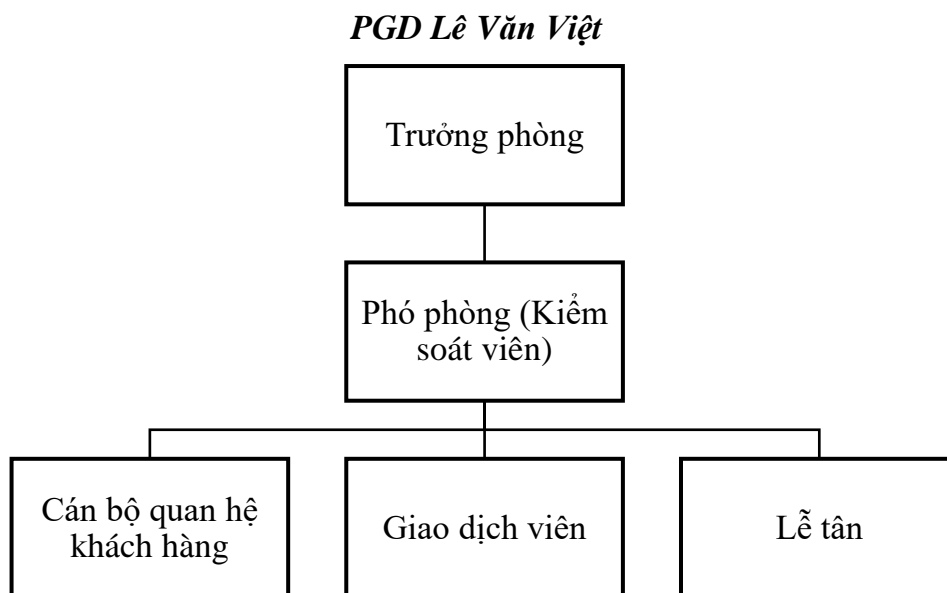 PGD Lê Văn Việt
Trưởng phòng
Phó phòng (Kiểm
soát viên)
Cán bộ quan hệ
khách hàng
Giao dịch viên
Lễ tân